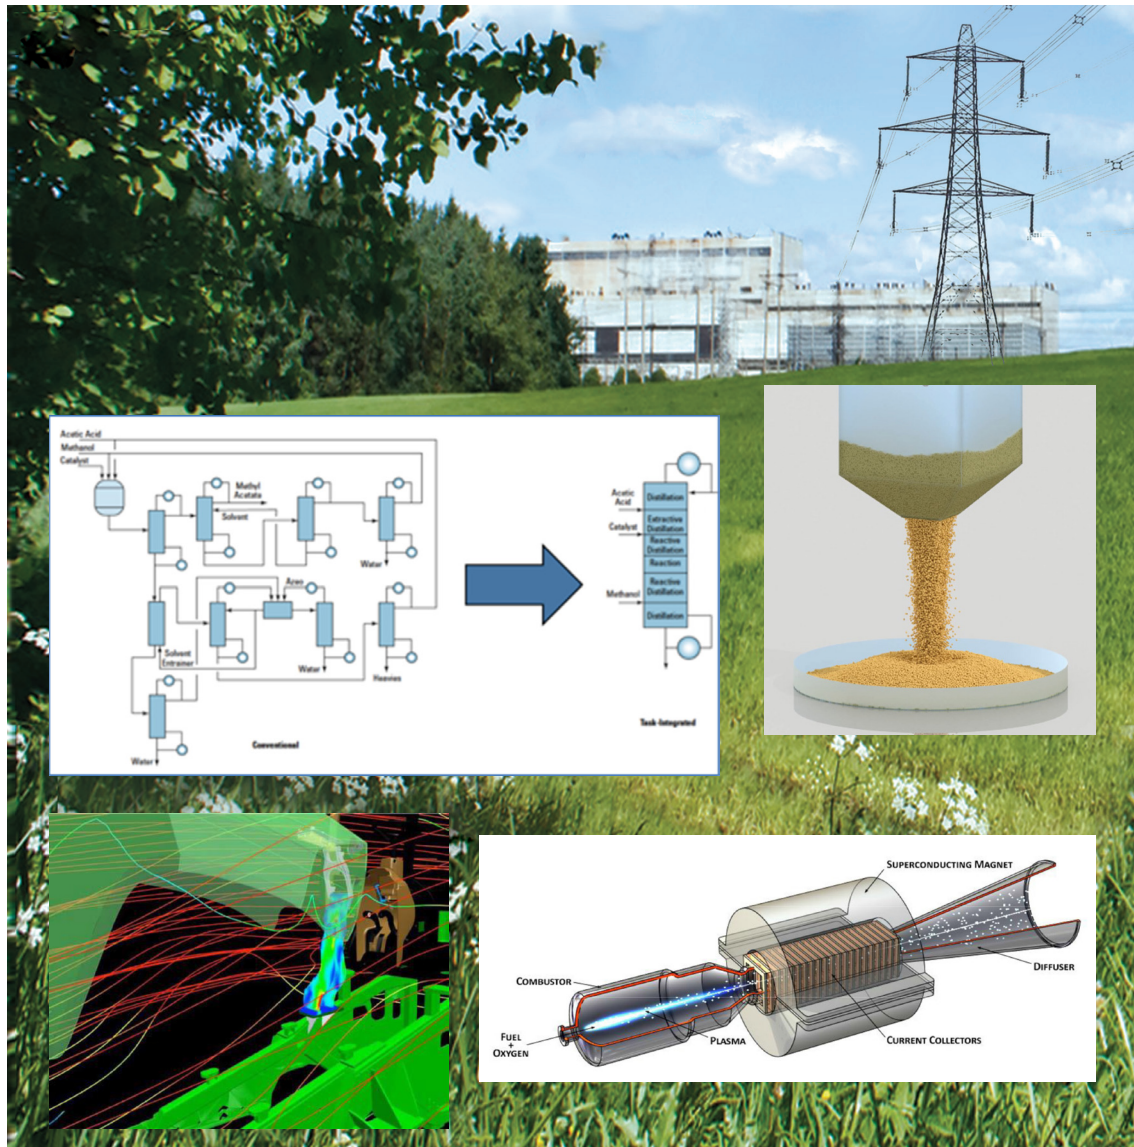 Acetic Acid
Methanol
Catalyst
Methyl
Acetate
Solvent
Water
Azeo
Solvent
Entrainer
Water
Heavies
Water
Conventional
Acetic
Acid
Catalyst
Methanol
Distillation
Extractive
Distillation
Reactive
Distillation
Reaction
Reactive
Distillation
Distillation
Task-Integrated
SUPERCONDUCTING MAGNET
COMBUSTOR
DIFFUSER
FUEL
+
OXYGEN
PLASMA
CURRENT COLLECTORS